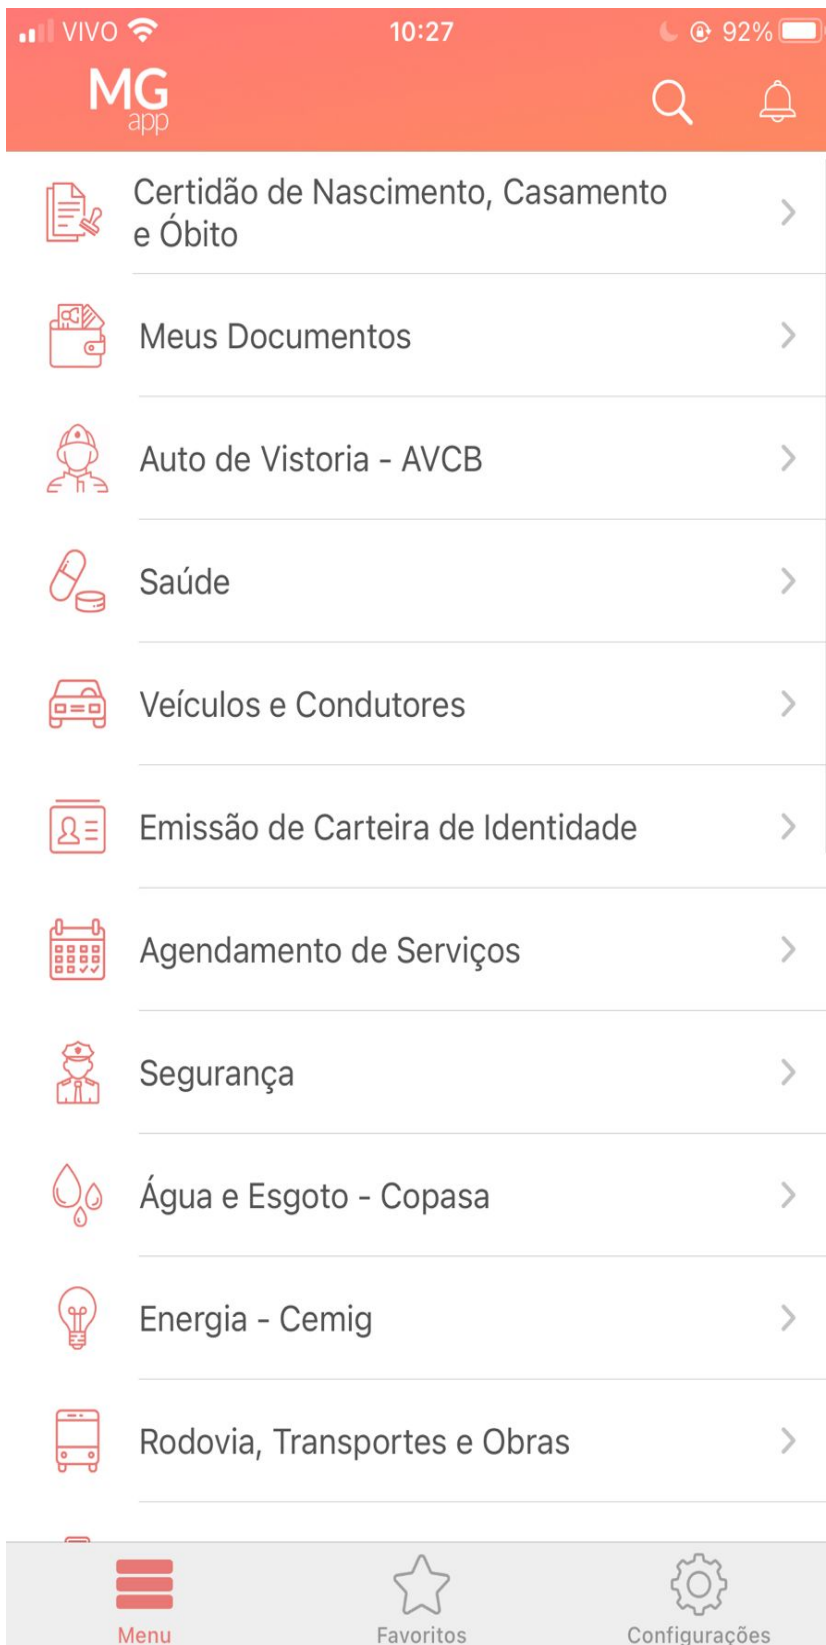 VIVO 10:27 92%
MG
app
Certidão de Nascimento, Casamento
e Óbito
Meus Documentos
Auto de Vistoria - AVCB
Saúde
Veículos e Condutores
Emissão de Carteira de Identidade
Agendamento de Serviços
Segurança
Água e Esgoto - Copasa
Energia - Cemig
Rodovia, Transportes e Obras
Menu Favoritos Configurações